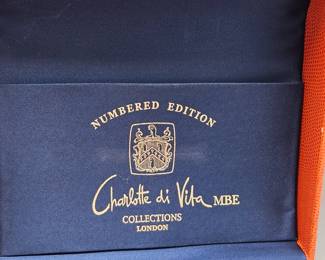 NUMBERED EDITION
Charlotte di Vita MBE
COLLECTIONS
LONDON